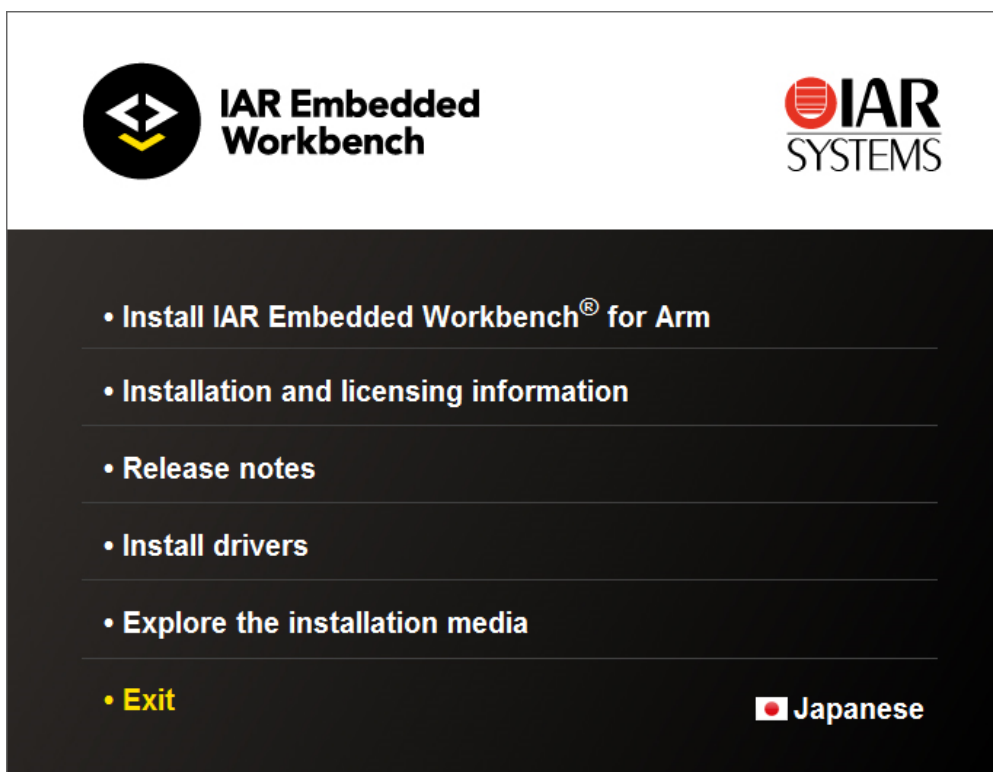 IAR Embedded
Workbench
IAR
SYSTEMS
• Install IAR Embedded Workbench® for Arm
• Installation and licensing information
• Release notes
• Install drivers
• Explore the installation media
• Exit
Japanese